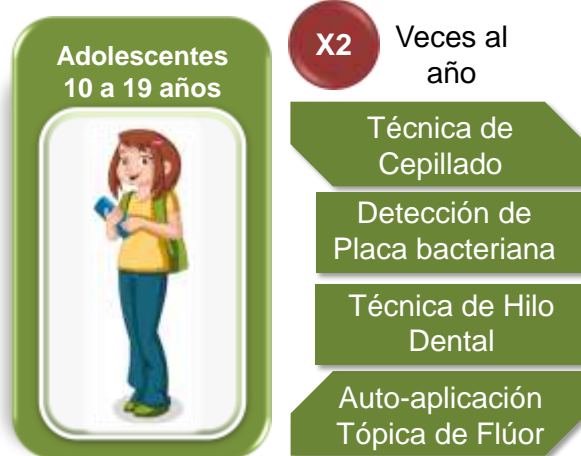 Adolescentes
10 a 19 años
X2
Veces al
año
Técnica de
Cepillado
Detección de
Placa bacteriana
Técnica de Hilo
Dental
Auto-aplicación
Tópica de Flúor